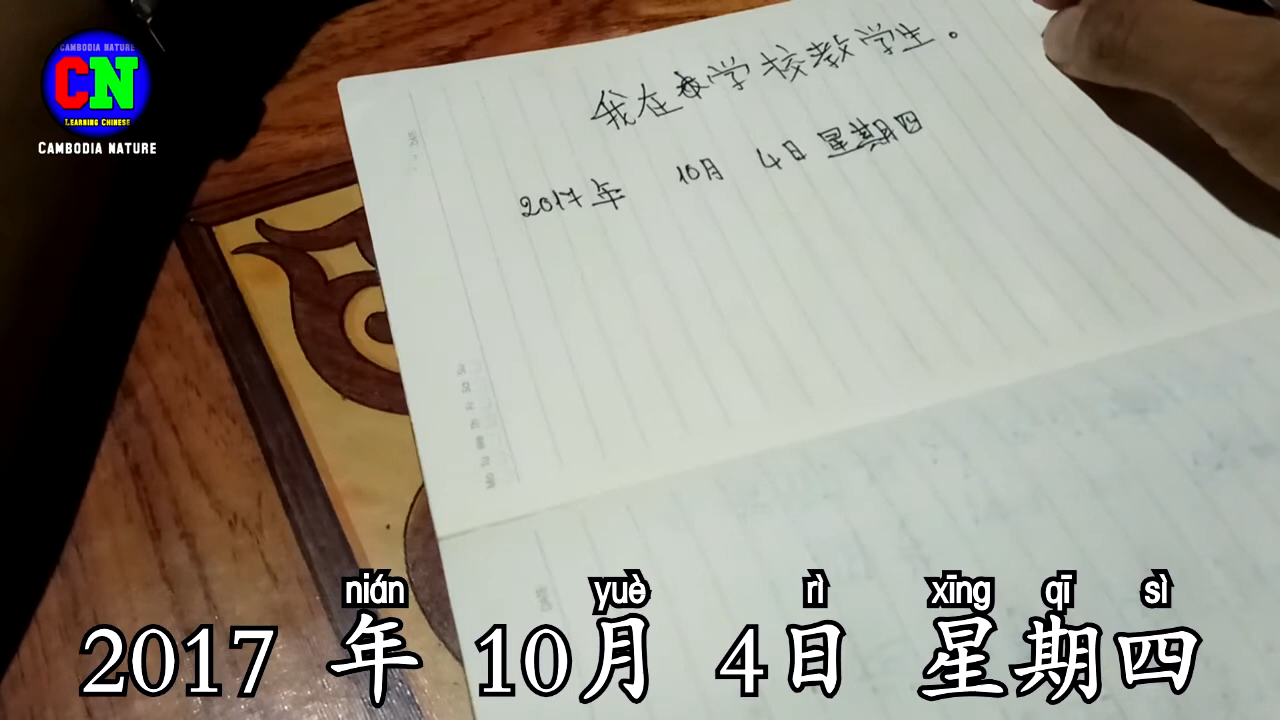 CAMBODIA NATURE
CN
LEARNING CHINESE
CAMBODIA NATURE
我在学校教学生。
2017年 10月 4日 星期四
nián yuè rì xīng qī sì
2017 年 10月 4日 星期四